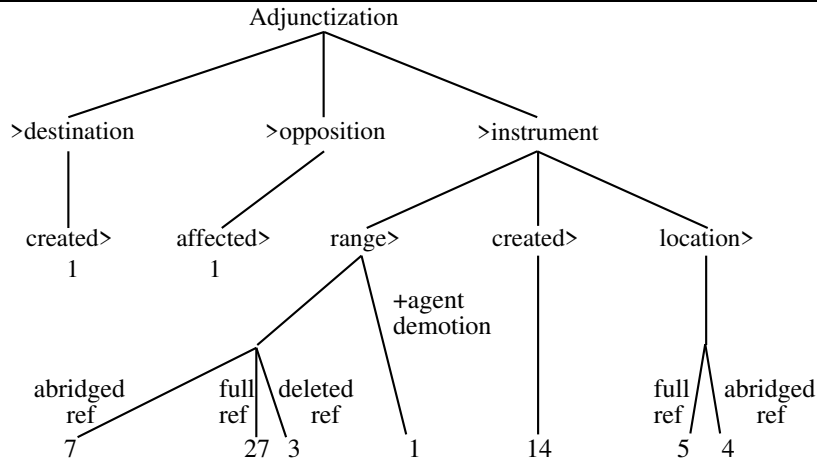 Adjunctization
>destination >opposition >instrument
created> affected> range> created> location>
1 1
+agent
demotion
abridged full deleted full abridged
ref ref ref ref ref
7 27 3 1 14 5 4